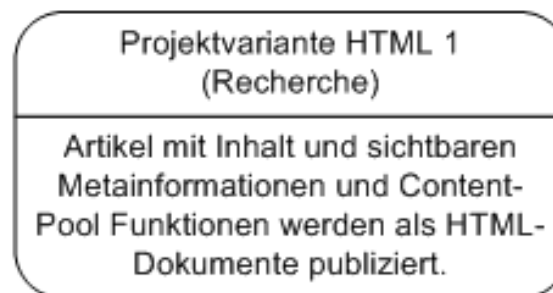 Projektvariante HTML 1
(Recherche)
Artikel mit Inhalt und sichtbaren
Metainformationen und Content-
Pool Funktionen werden als HTML-
Dokumente publiziert.